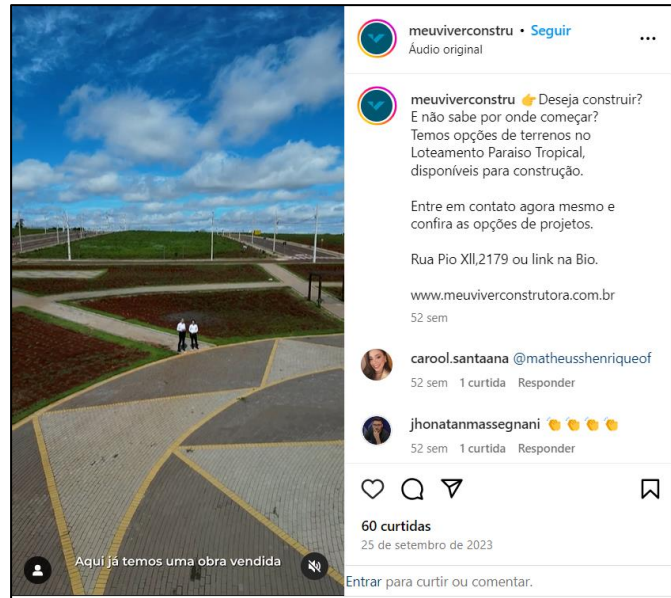 meuviverconstru • Seguir
Áudio original
meuviverconstru 👉Deseja construir?
E não sabe por onde começar?
Temos opções de terrenos no
Loteamento Paraiso Tropical,
disponíveis para construção.
Entre em contato agora mesmo e
confira as opções de projetos.
Rua Pio Xll,2179 ou link na Bio.
www.meuviverconstrutora.com.br
52 sem
carool.santaana @matheusshenriqueof
52 sem 1 curtida Responder
jhonatanmassegnani 👏👏👏👏
52 sem 1 curtida Responder
60 curtidas
25 de setembro de 2023
Entrar para curtir ou comentar.
Aqui já temos uma obra vendida